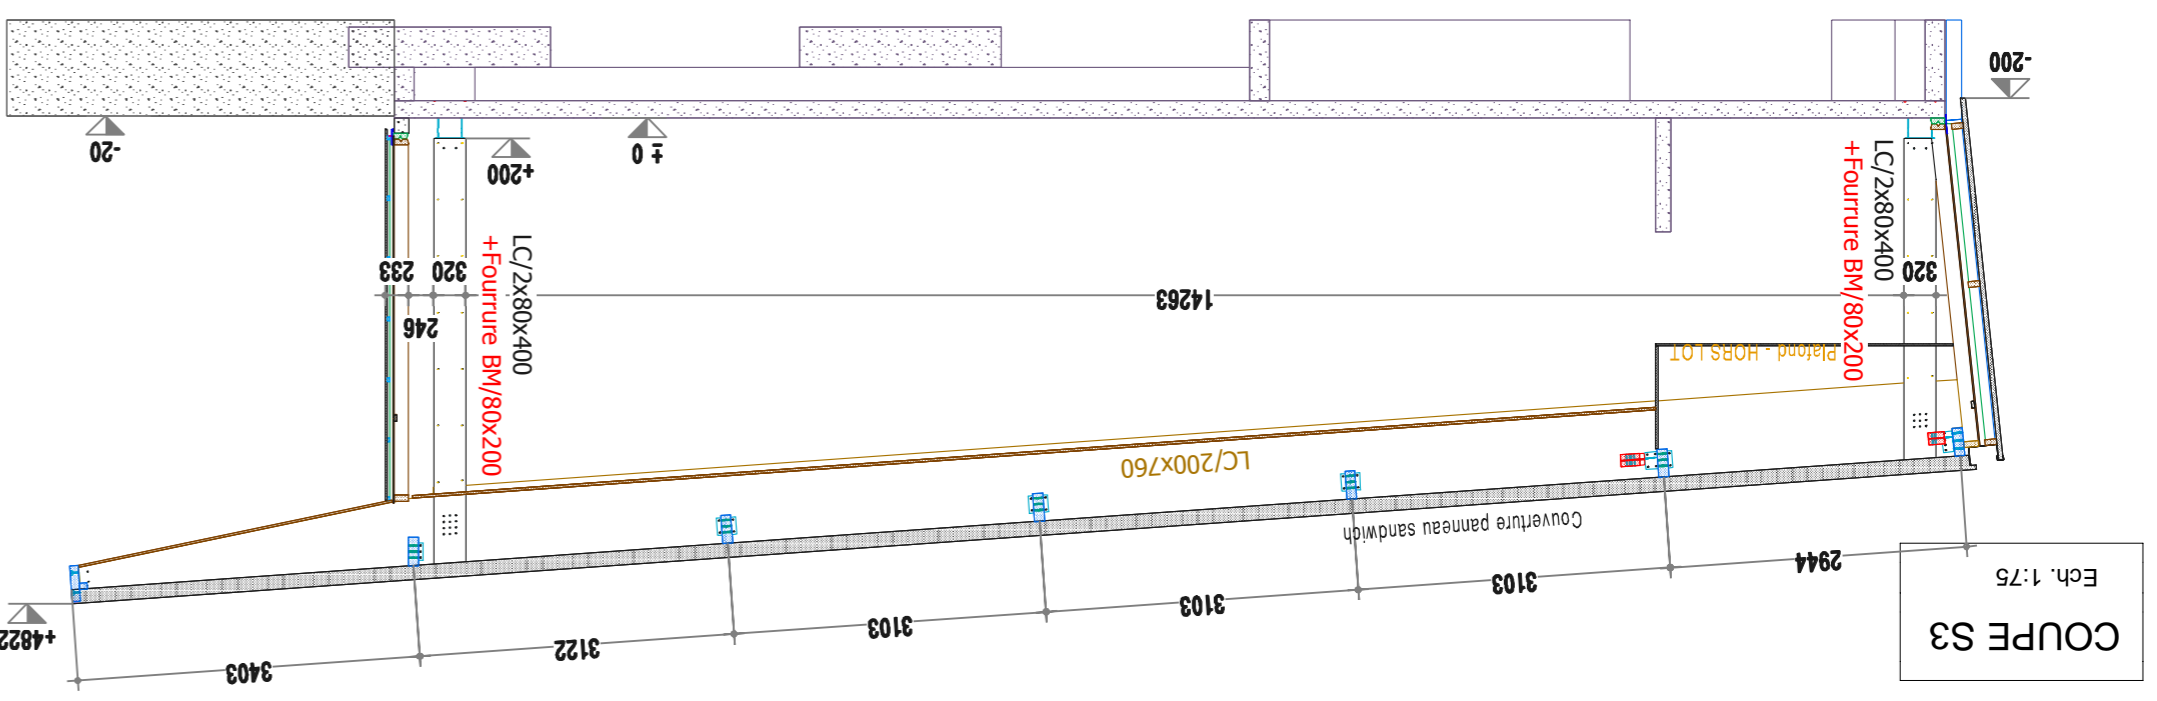 COUPE S3
Ech. 1:75
2944
3103
3103
3103
3122
3403
+4822
Couverture panneau sandwich
LC/200x760
Plafond - HORS LOT
LC/2x80x400
+Fourrure BM/80x200
LC/2x80x400
+Fourrure BM/80x200
320
14263
320
246
233
+200
± 0
-20
-200